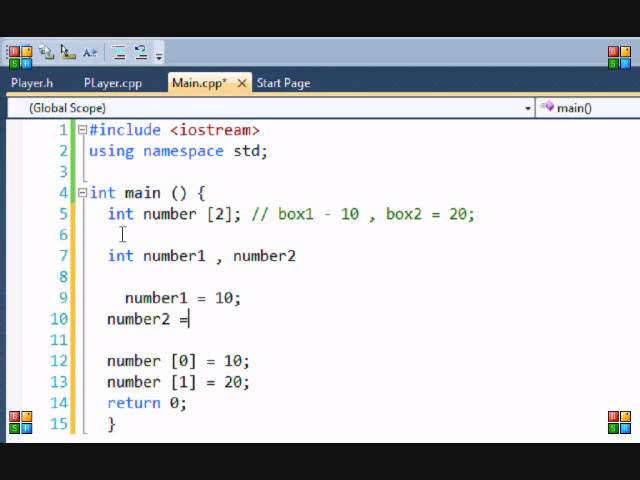 PLayer.h PLayer.cpp Main.cpp* Start Page
(Global Scope) main()
1 #include <iostream>
2 using namespace std;
3
4 int main () {
5 int number [2]; // box1 - 10 , box2 = 20;
6
7 int number1 , number2
8
9 number1 = 10;
10 number2 =
11
12 number [0] = 10;
13 number [1] = 20;
14 return 0;
15 }